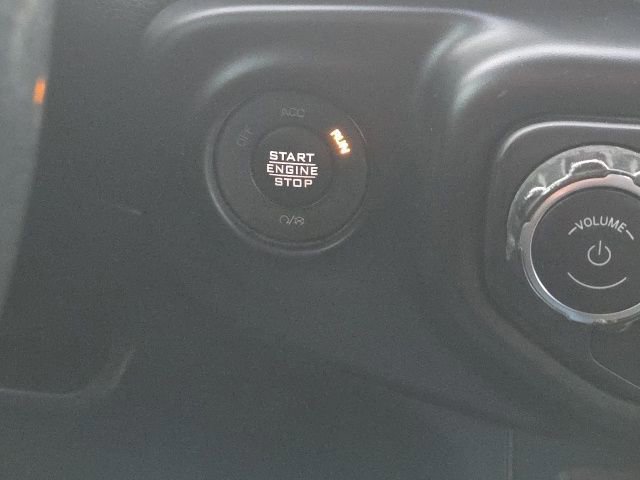 ACC
OFF
RUN
START
ENGINE
STOP
VOLUME